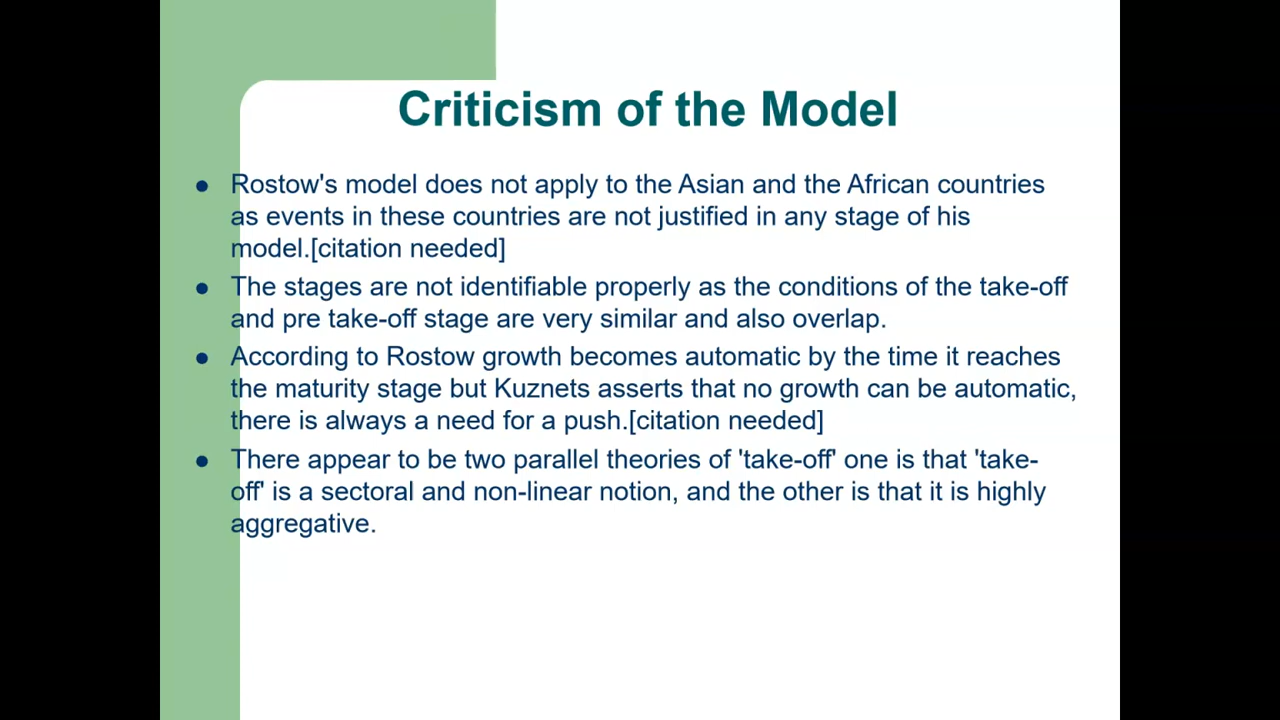 Criticism of the Model
● Rostow's model does not apply to the Asian and the African countries
as events in these countries are not justified in any stage of his
model.[citation needed]
● The stages are not identifiable properly as the conditions of the take-off
and pre take-off stage are very similar and also overlap.
● According to Rostow growth becomes automatic by the time it reaches
the maturity stage but Kuznets asserts that no growth can be automatic,
there is always a need for a push.[citation needed]
● There appear to be two parallel theories of 'take-off' one is that 'take-
off' is a sectoral and non-linear notion, and the other is that it is highly
aggregative.